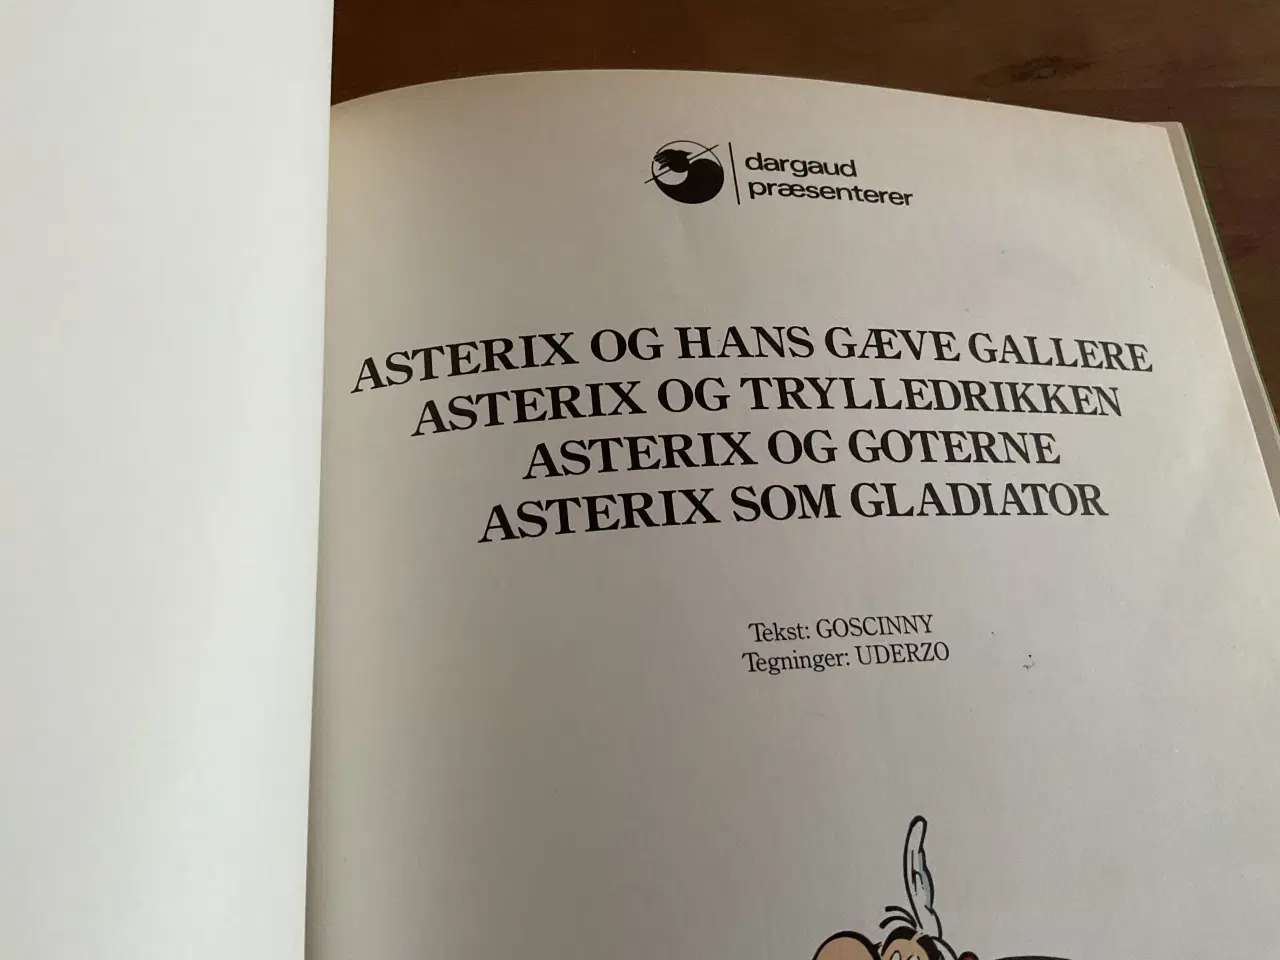 dargaud
præsenterer
ASTERIX OG HANS GÆVE GALLERE
ASTERIX OG TRYLLEDRIKKEN
ASTERIX OG GOTERNE
ASTERIX SOM GLADIATOR
Tekst: GOSCINNY
Tegninger: UDERZO